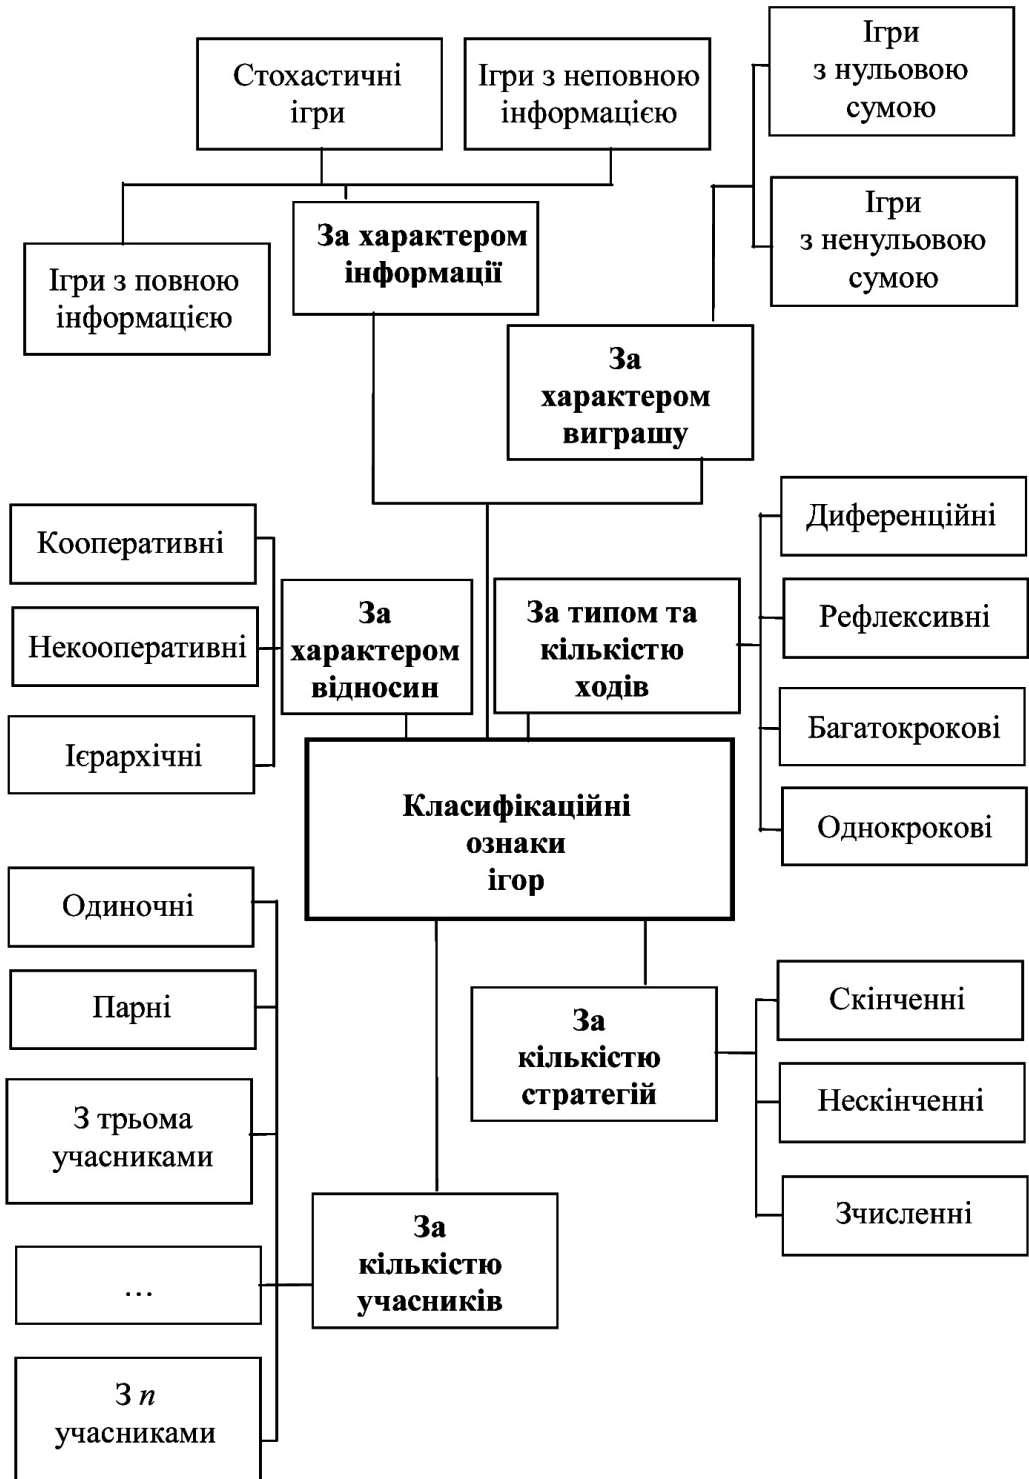 Ігри
з нульовою
сумою
Стохастичні
ігри
Ігри з неповною
інформацією
Ігри
з ненульовою
сумою
За характером
інформації
Ігри з повною
інформацією
За
характером
виграшу
Кооперативні
Некооперативні
Ієрархічні
За
характером
відносин
За типом та
кількістю
ходів
Диференційні
Рефлексивні
Багатокрокові
Однокрокові
Класифікаційні
ознаки
ігор
Одиночні
Парні
З трьома
учасниками
...
З n
учасниками
За
кількістю
учасників
За
кількістю
стратегій
Скінченні
Нескінченні
Зчисленні